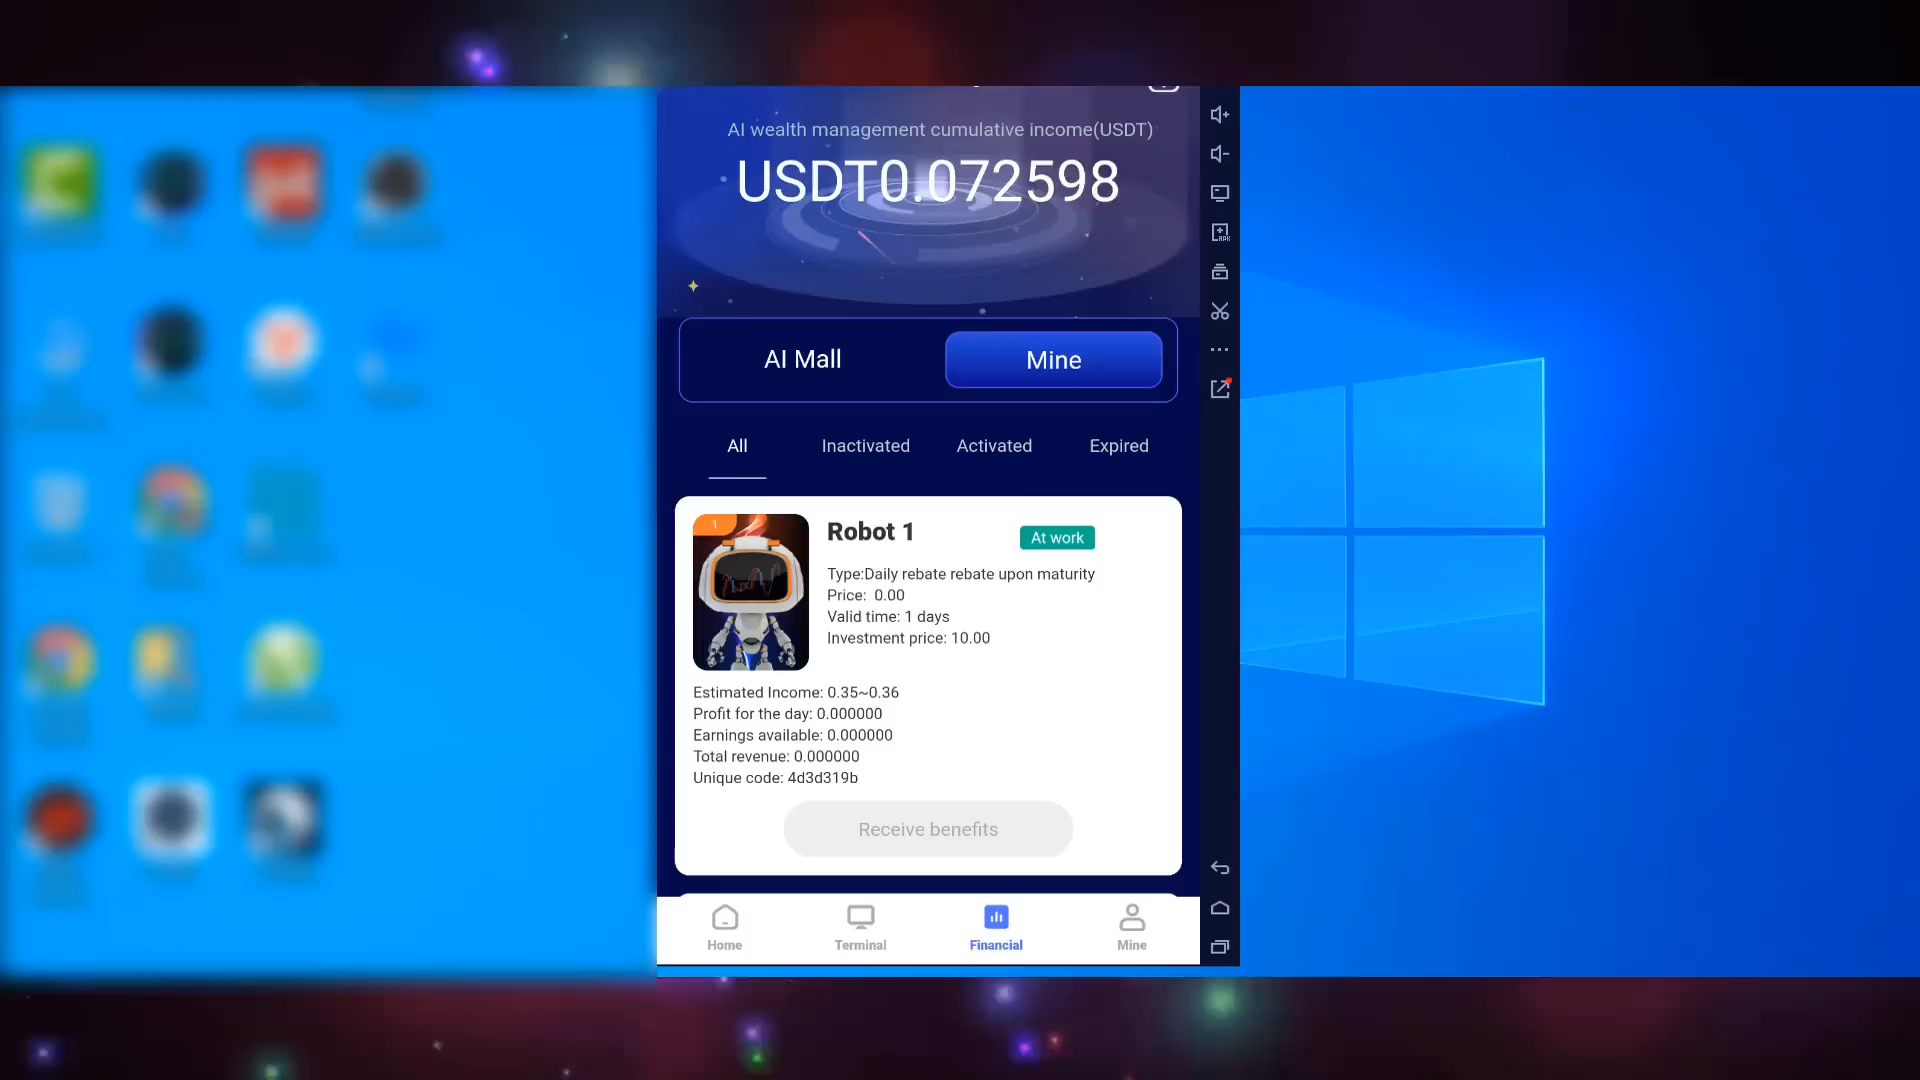 AI wealth management cumulative income(USDT)
USDT0.072598
AI Mall
Mine
All
Inactivated
Activated
Expired
1
Robot 1
At work
Type:Daily rebate rebate upon maturity
Price: 0.00
Valid time: 1 days
Investment price: 10.00
Estimated Income: 0.35~0.36
Profit for the day: 0.000000
Earnings available: 0.000000
Total revenue: 0.000000
Unique code: 4d3d319b
Receive benefits
Home
Terminal
Financial
Mine